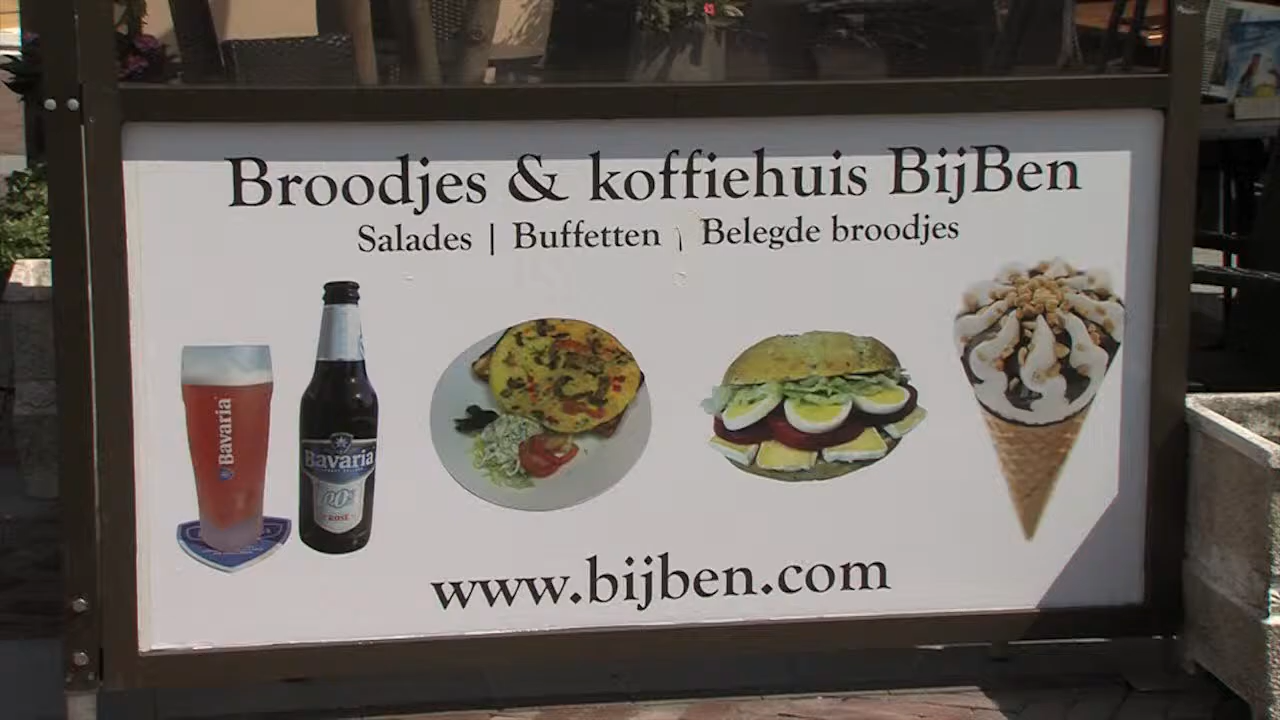 Broodjes & koffiehuis BijBen
Salades | Buffetten | Belegde broodjes
Bavaria
Bavaria
0.0%
ROSÉ
www.bijben.com